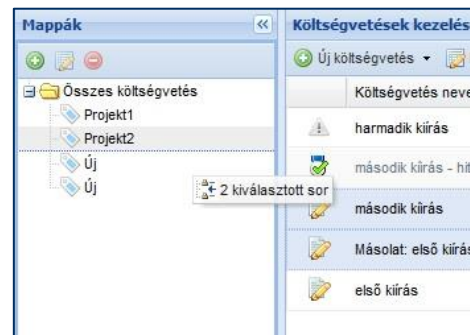 Mappák
Összes költségvetés
Projekt1
Projekt2
Új
Új
2 kiválasztott sor
Költségvetések kezelés
Új költségvetés
Költségvetés neve
harmadik kiírás
második kiírás - hit
második kiírás
Másolat: első kiírás
első kiírás